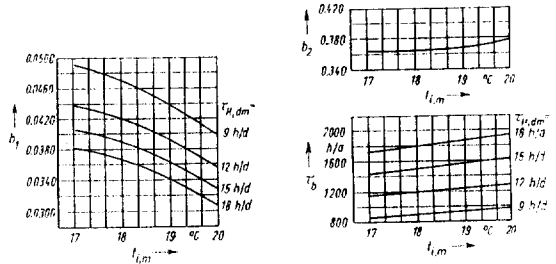 0.0500
0.0460
0.0420
0.0380
0.0340
0.0300
b1
τH,dm=
9 h/d
12 h/d
15 h/d
18 h/d
17 18 19 °C 20
ti,m
0.420
0.380
0.340
b2
17 18 19 °C 20
ti,m
2000
h/a
1600
1200
800
τb
τH,dm=
18 h/d
15 h/d
12 h/d
9 h/d
17 18 19 °C 20
ti,m